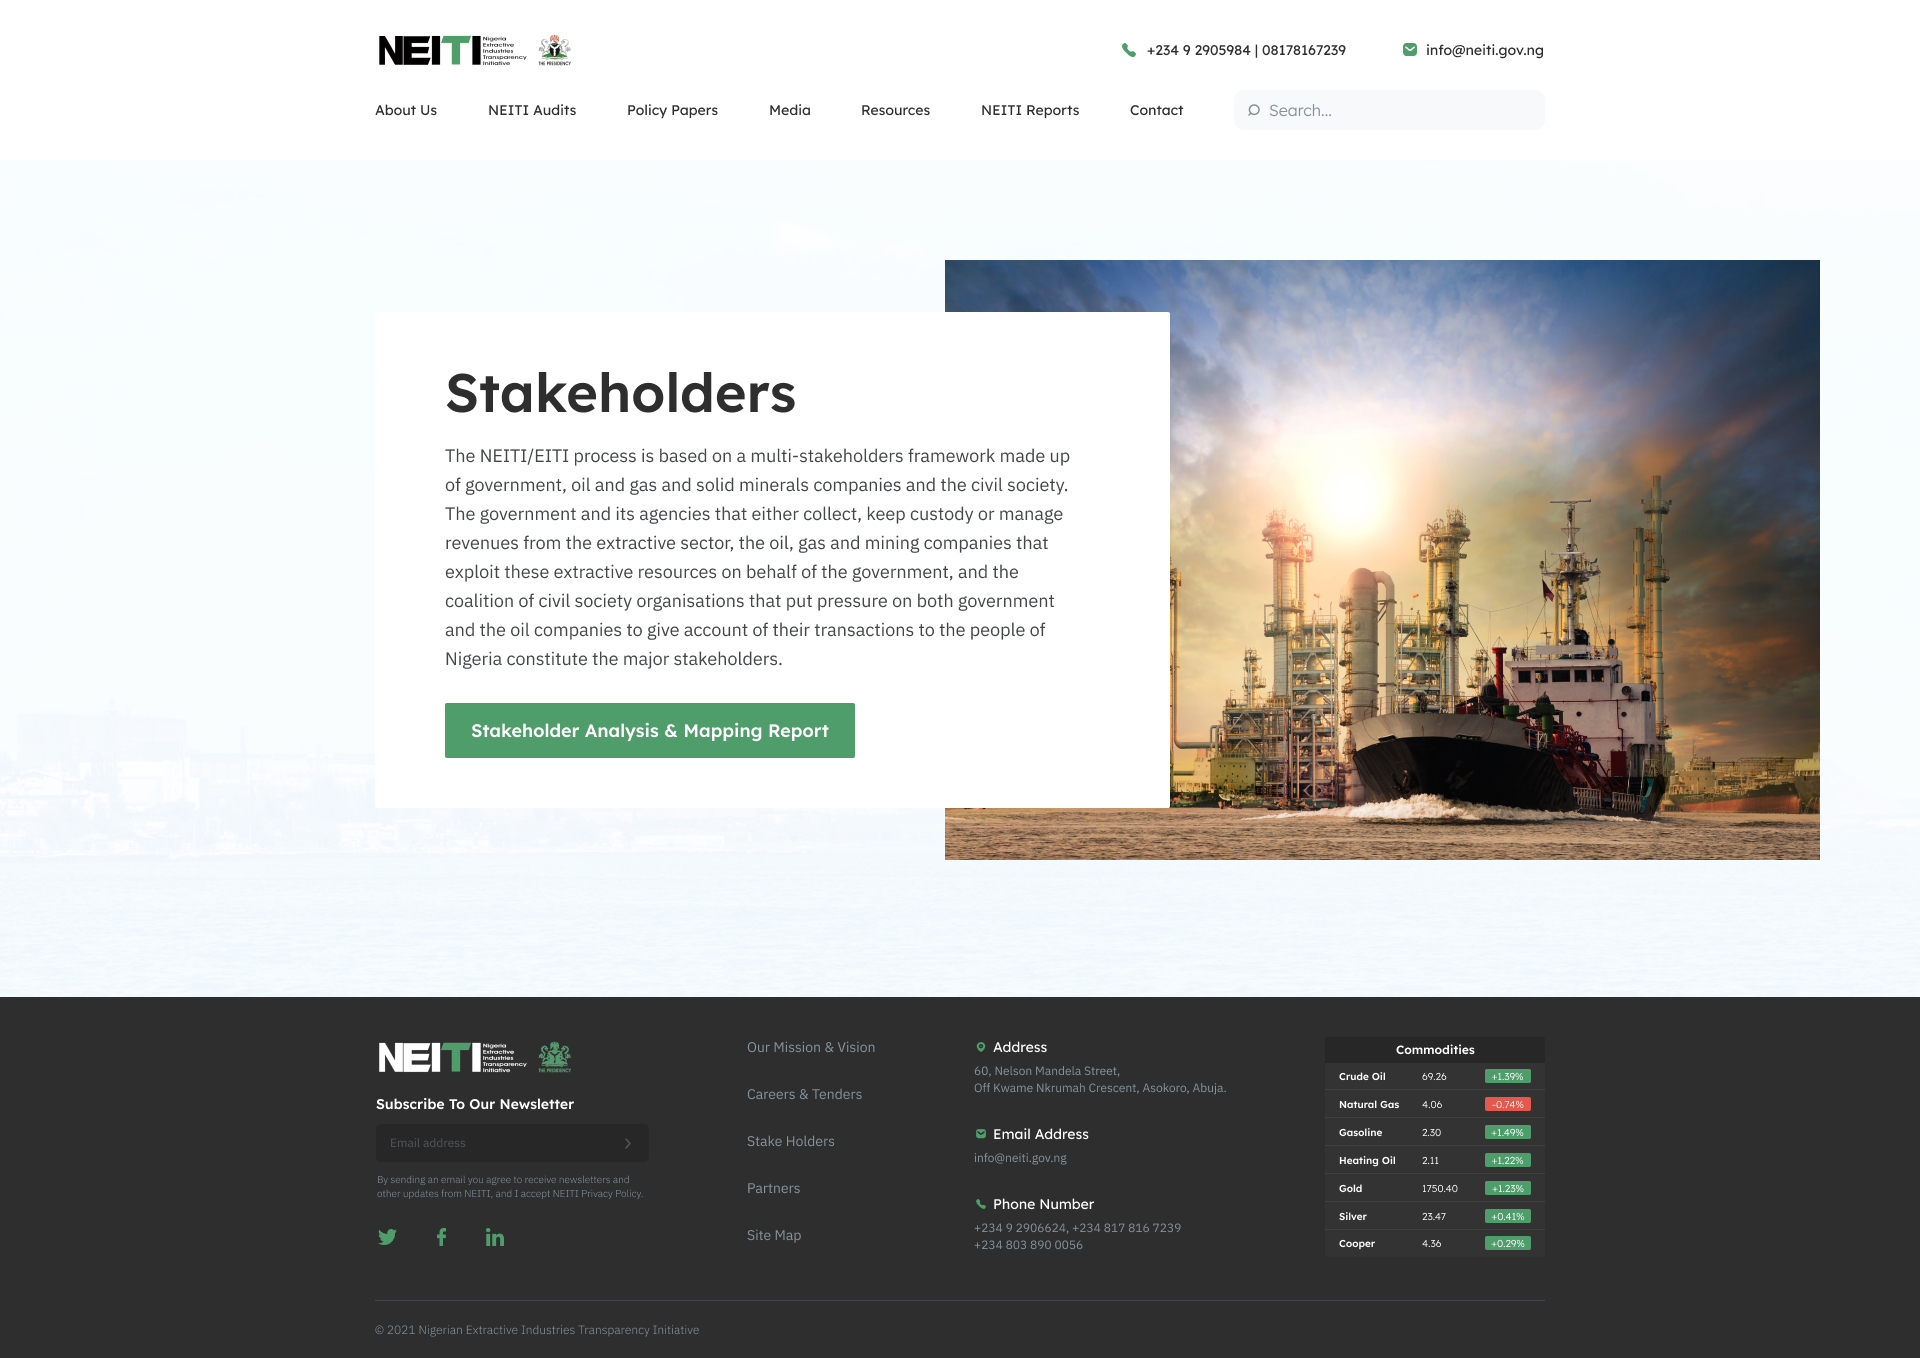 NEITI
Nigeria
Extractive
Industries
Transparency
Initiative
THE PRESIDENCY
+234 9 2905984 | 08178167239
info@neiti.gov.ng
About Us
NEITI Audits
Policy Papers
Media
Resources
NEITI Reports
Contact
Search...
Stakeholders
The NEITI/EITI process is based on a multi-stakeholders framework made up
of government, oil and gas and solid minerals companies and the civil society.
The government and its agencies that either collect, keep custody or manage
revenues from the extractive sector, the oil, gas and mining companies that
exploit these extractive resources on behalf of the government, and the
coalition of civil society organisations that put pressure on both government
and the oil companies to give account of their transactions to the people of
Nigeria constitute the major stakeholders.
Stakeholder Analysis & Mapping Report
NEITI
Nigeria
Extractive
Industries
Transparency
Initiative
THE PRESIDENCY
Subscribe To Our Newsletter
Email address
By sending an email you agree to receive newsletters and
other updates from NEITI, and I accept NEITI Privacy Policy.
Our Mission & Vision
Careers & Tenders
Stake Holders
Partners
Site Map
Address
60, Nelson Mandela Street,
Off Kwame Nkrumah Crescent, Asokoro, Abuja.
Email Address
info@neiti.gov.ng
Phone Number
+234 9 2906624, +234 817 816 7239
+234 803 890 0056
Commodities
Crude Oil 69.26 +1.39%
Natural Gas 4.06 -0.74%
Gasoline 2.30 +1.49%
Heating Oil 2.11 +1.22%
Gold 1750.40 +1.23%
Silver 23.47 +0.41%
Cooper 4.36 +0.29%
© 2021 Nigerian Extractive Industries Transparency Initiative